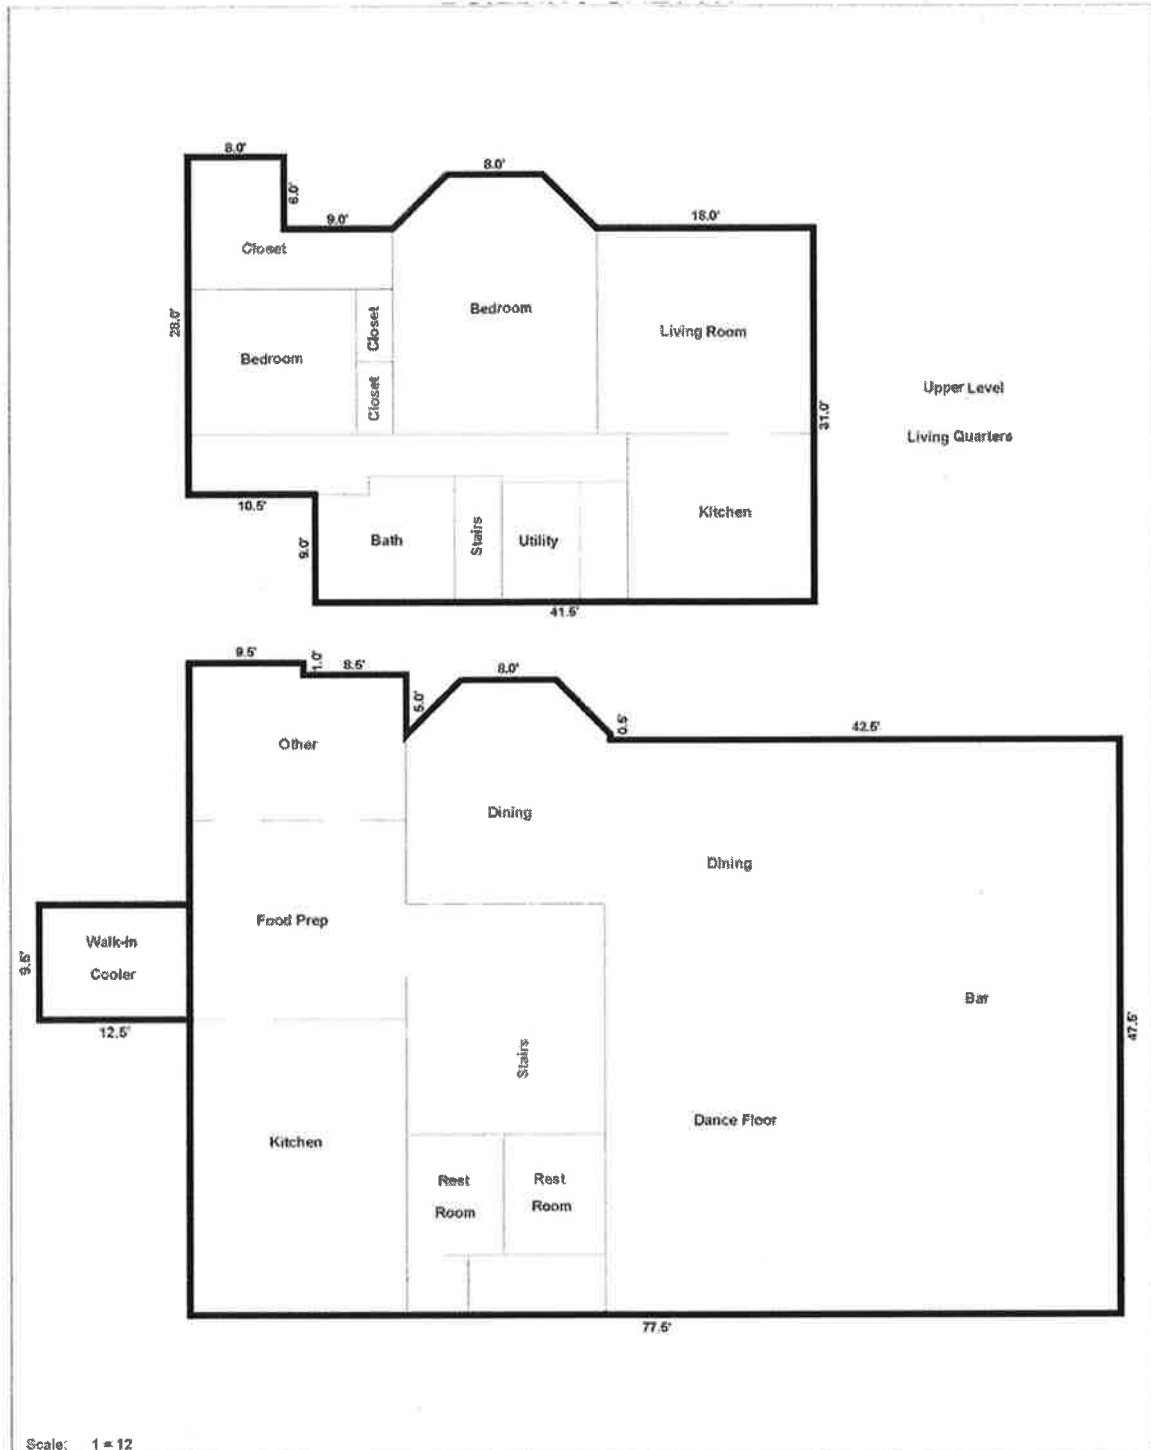 8.0'
8.0'
6.0'
9.0'
18.0'
Closet
Bedroom
28.0'
Closet
Living Room
Bedroom
Closet
31.0'
Upper Level
Living Quarters
10.5'
Kitchen
9.0'
Bath
Stairs
Utility
41.5'
9.5'
1.0'
8.5'
8.0'
5.0'
0.5'
42.5'
Other
Dining
Dining
Food Prep
Walk-in
Cooler
9.5'
12.5'
Bar
47.5'
Stairs
Dance Floor
Kitchen
Rest
Room
Rest
Room
77.5'
Scale: 1 = 12